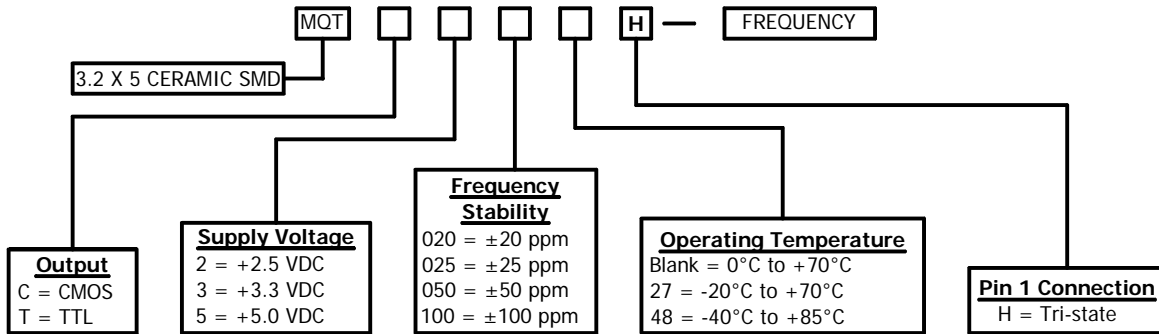 MQT H — FREQUENCY
3.2 X 5 CERAMIC SMD
Output
C = CMOS
T = TTL
Supply Voltage
2 = +2.5 VDC
3 = +3.3 VDC
5 = +5.0 VDC
Frequency
Stability
020 = ±20 ppm
025 = ±25 ppm
050 = ±50 ppm
100 = ±100 ppm
Operating Temperature
Blank = 0°C to +70°C
27 = -20°C to +70°C
48 = -40°C to +85°C
Pin 1 Connection
H = Tri-state